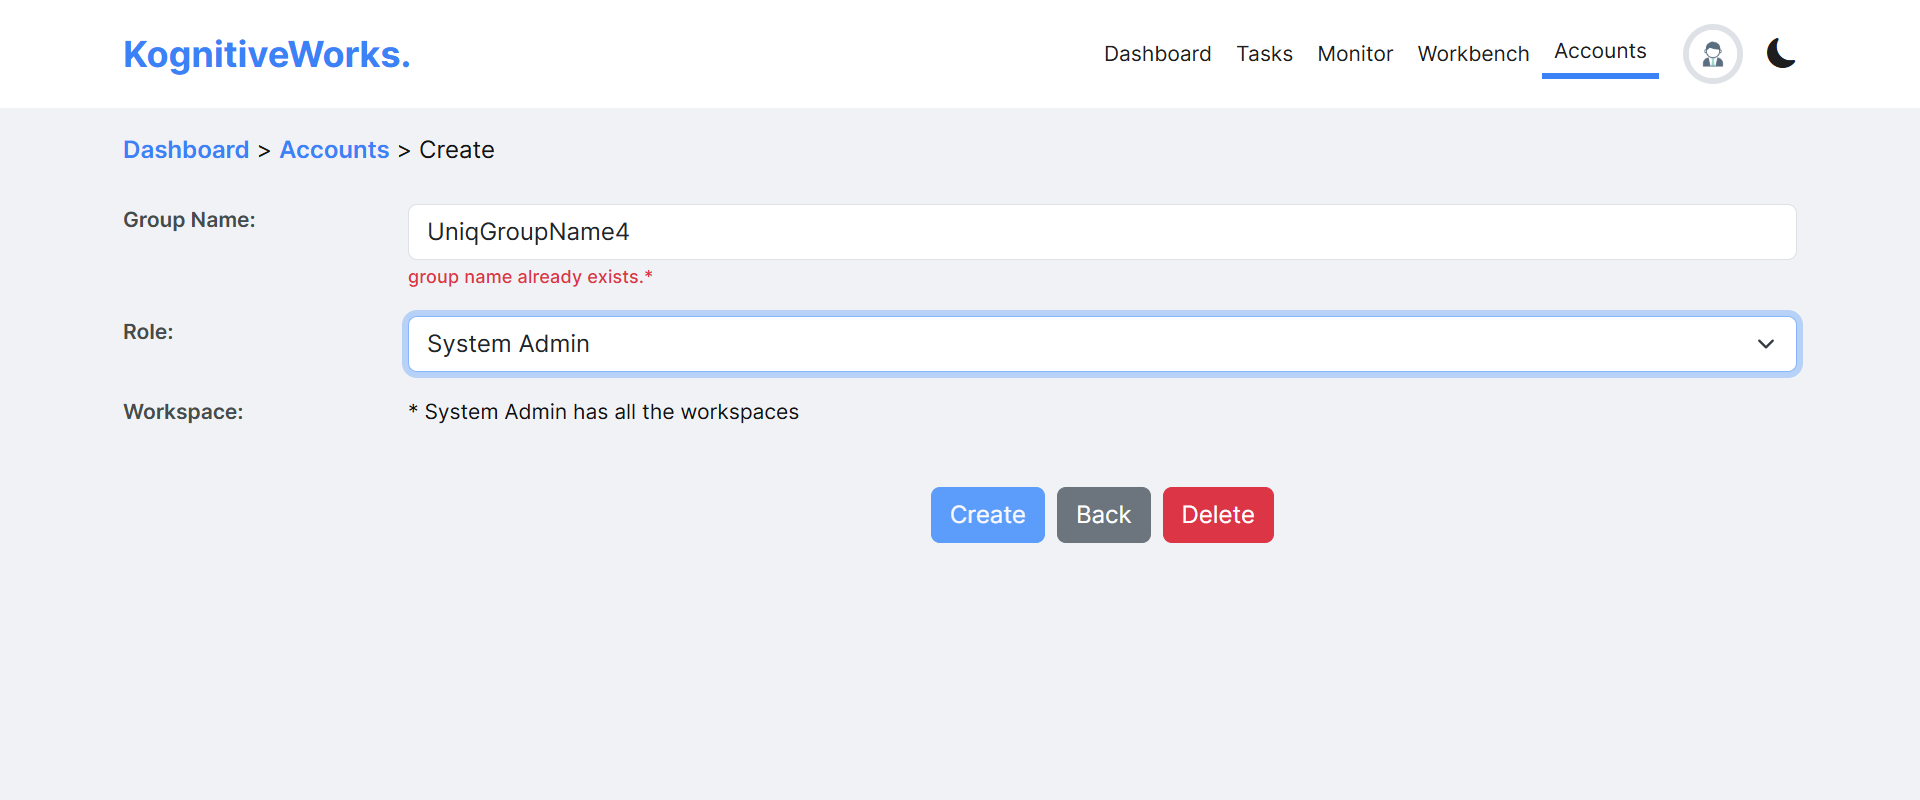 KognitiveWorks.
Dashboard Tasks Monitor Workbench Accounts
Dashboard > Accounts > Create
Group Name:
UniqGroupName4
group name already exists.*
Role:
System Admin
Workspace:
* System Admin has all the workspaces
Create Back Delete